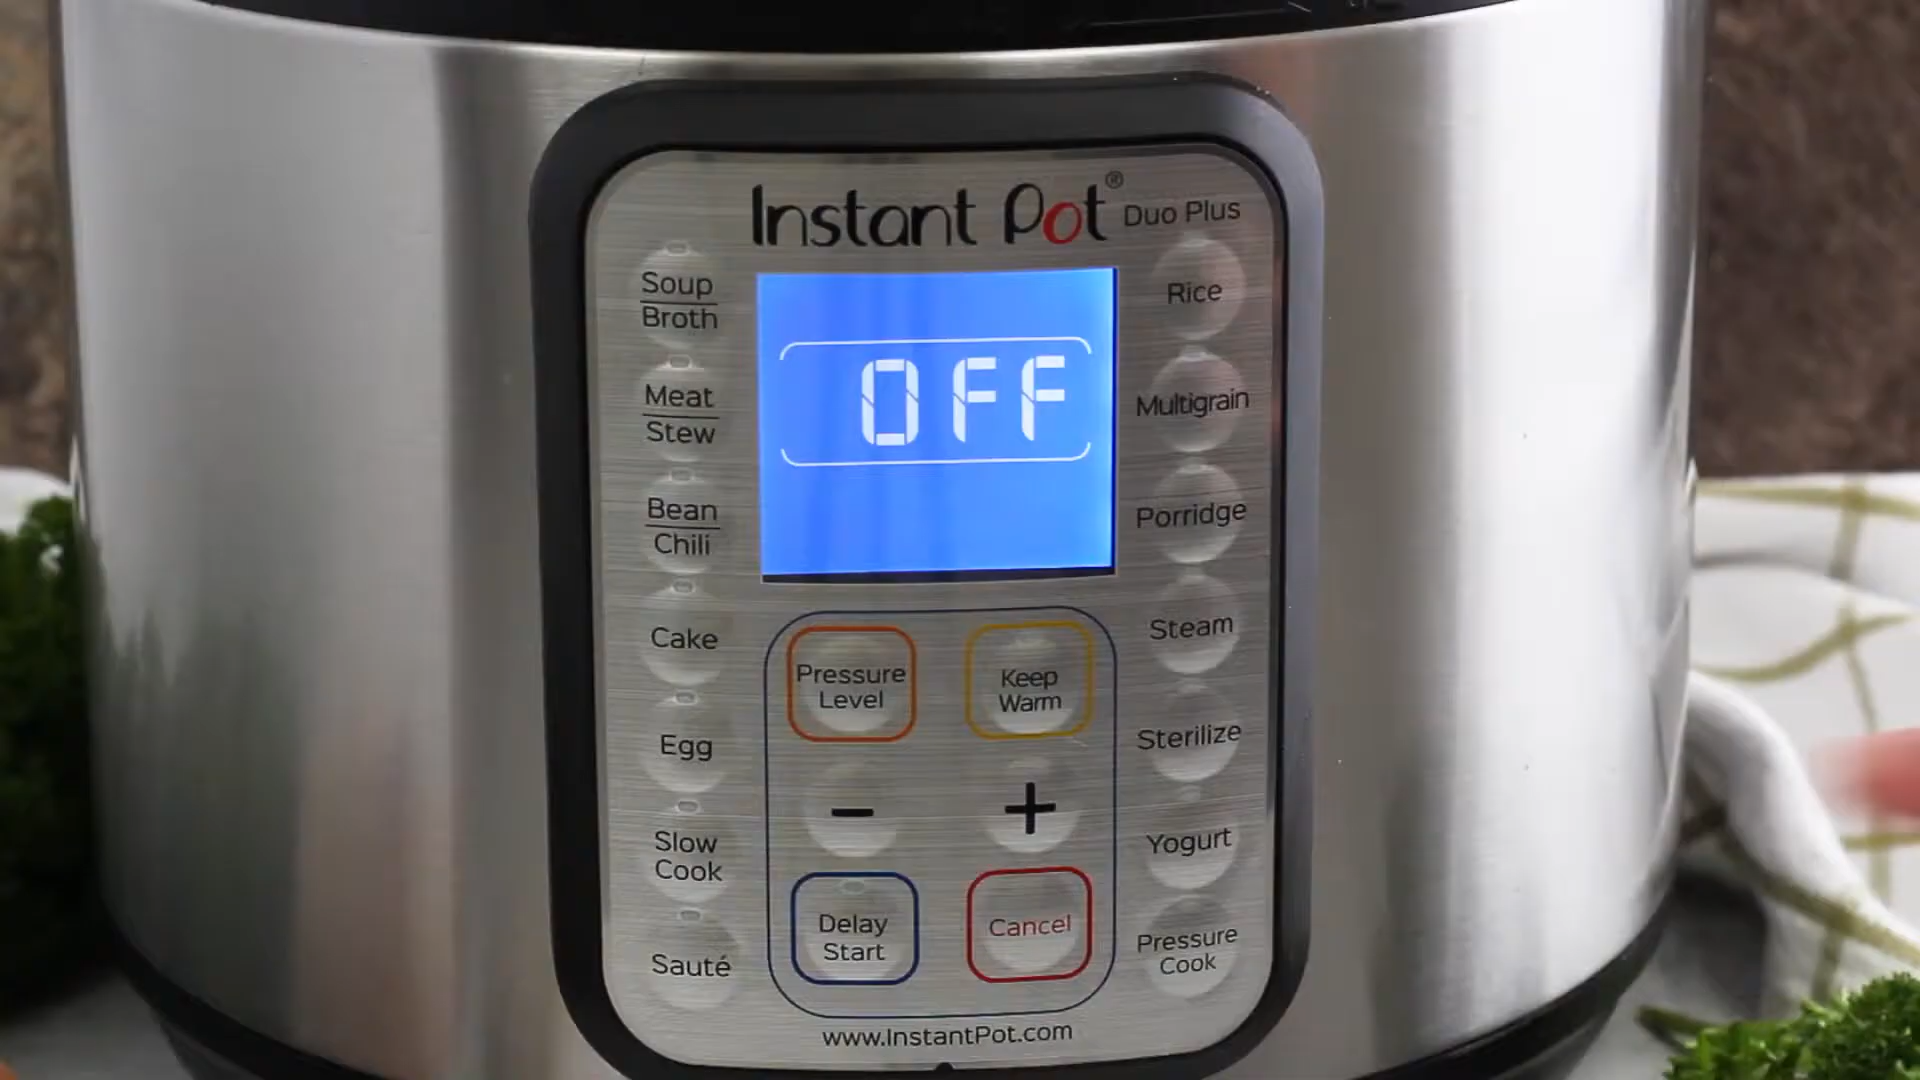 Instant Pot® Duo Plus
Soup
Broth
Meat
Stew
Bean
Chili
Cake
Egg
Slow
Cook
Sauté
OFF
Pressure
Level
Keep
Warm
−
+
Delay
Start
Cancel
Rice
Multigrain
Porridge
Steam
Sterilize
Yogurt
Pressure
Cook
www.InstantPot.com